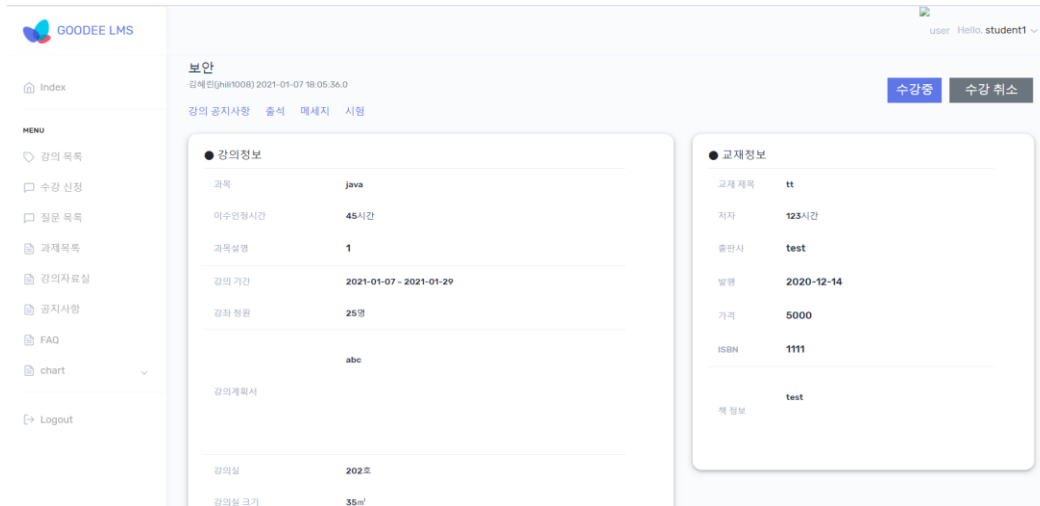 GOODEE LMS
user Hello, student1
Index
MENU
강의 목록
수강 신청
질문 목록
과제목록
강의자료실
공지사항
FAQ
chart
Logout
보안
김혜린(jhili1008) 2021-01-07 18:05:36.0
수강중 수강 취소
강의 공지사항 출석 메세지 시험
강의정보
과목 java
이수인정시간 45시간
과목설명 1
강의 기간 2021-01-07 ~ 2021-01-29
강좌 정원 25명
abc
강의계획서
강의실 202호
강의실 크기 35㎡
교재정보
교재 제목 tt
저자 123시간
출판사 test
발행 2020-12-14
가격 5000
ISBN 1111
test
책 정보